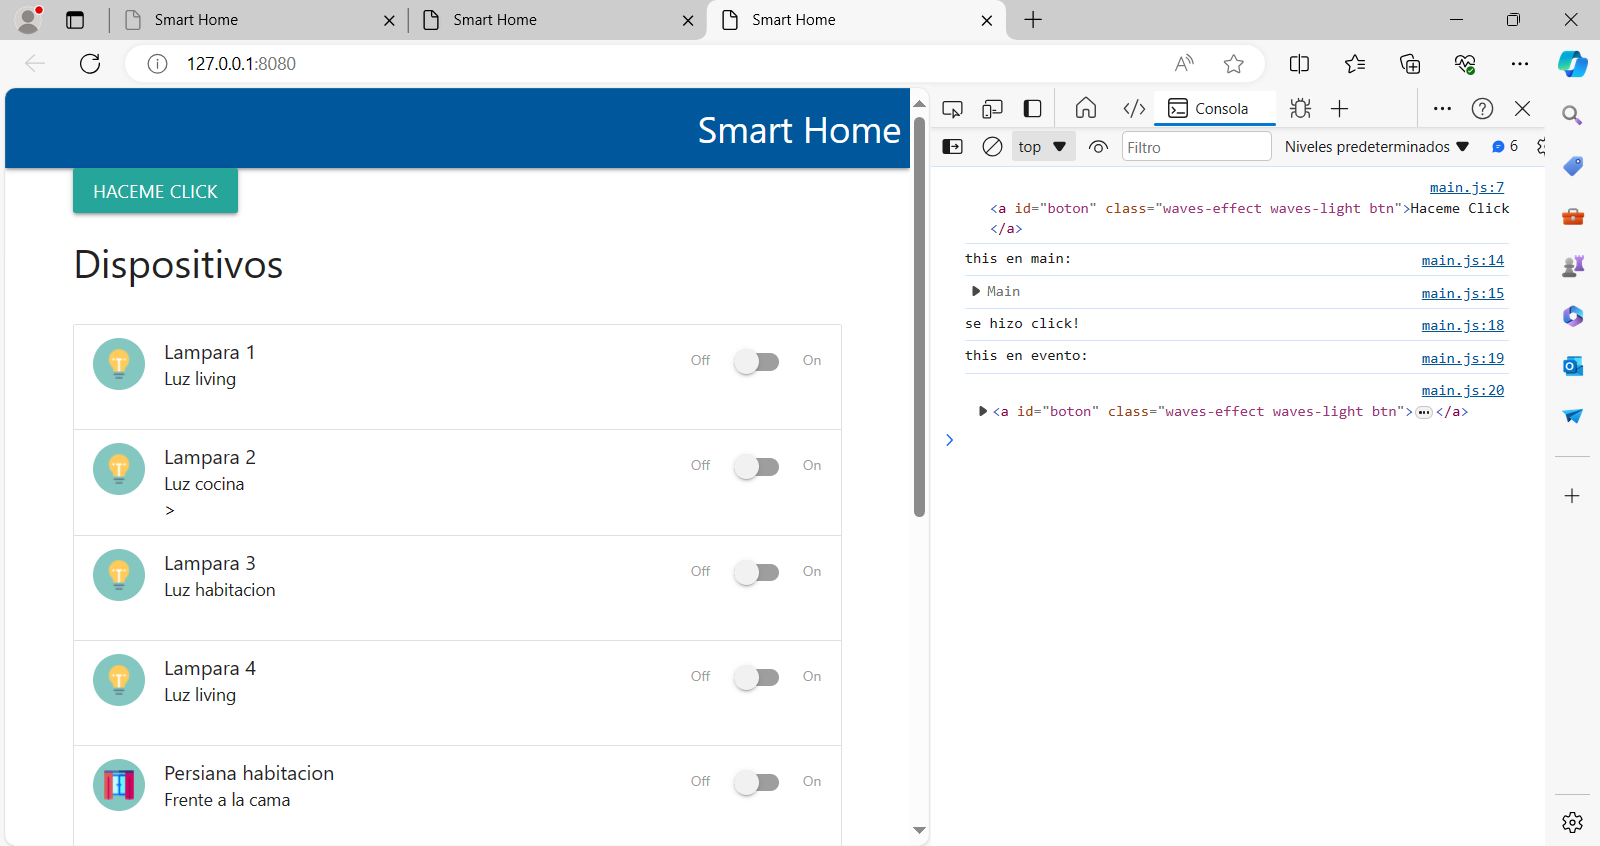 Smart Home
Smart Home
Smart Home
127.0.0.1:8080
Smart Home
HACEME CLICK
Dispositivos
Lampara 1
Luz living
Off On
Lampara 2
Luz cocina
>
Off On
Lampara 3
Luz habitacion
Off On
Lampara 4
Luz living
Off On
Persiana habitacion
Frente a la cama
Off On
Consola
top Filtro Niveles predeterminados 6
main.js:7
<a id="boton" class="waves-effect waves-light btn">Haceme Click
</a>
this en main: main.js:14
Main main.js:15
se hizo click! main.js:18
this en evento: main.js:19
main.js:20
<a id="boton" class="waves-effect waves-light btn">…</a>